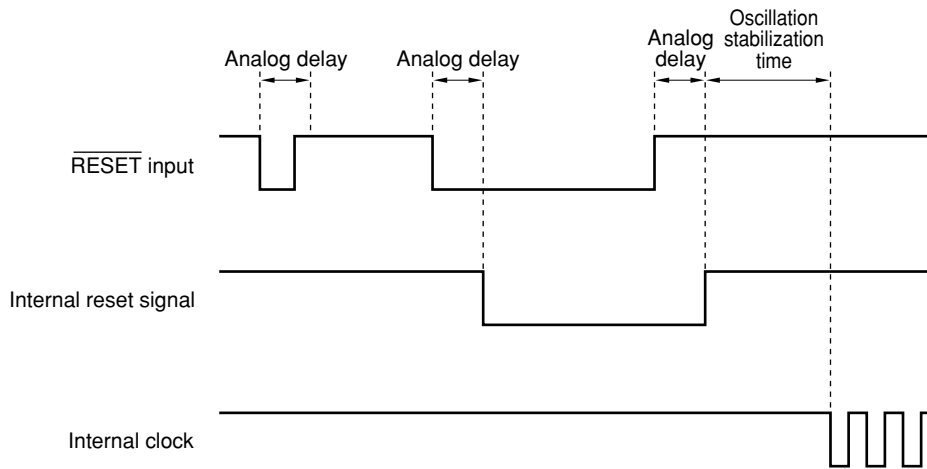 Oscillation
stabilization
time
Analog delay
Analog delay
Analog
delay
RESET input
Internal reset signal
Internal clock